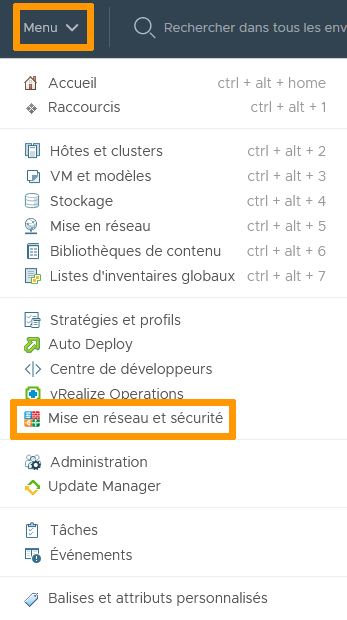 Menu Rechercher dans tous les env
Accueil ctrl + alt + home
Raccourcis ctrl + alt + 1
Hôtes et clusters ctrl + alt + 2
VM et modèles ctrl + alt + 3
Stockage ctrl + alt + 4
Mise en réseau ctrl + alt + 5
Bibliothèques de contenu ctrl + alt + 6
Listes d'inventaires globaux ctrl + alt + 7
Stratégies et profils
Auto Deploy
Centre de développeurs
vRealize Operations
Mise en réseau et sécurité
Administration
Update Manager
Tâches
Événements
Balises et attributs personnalisés